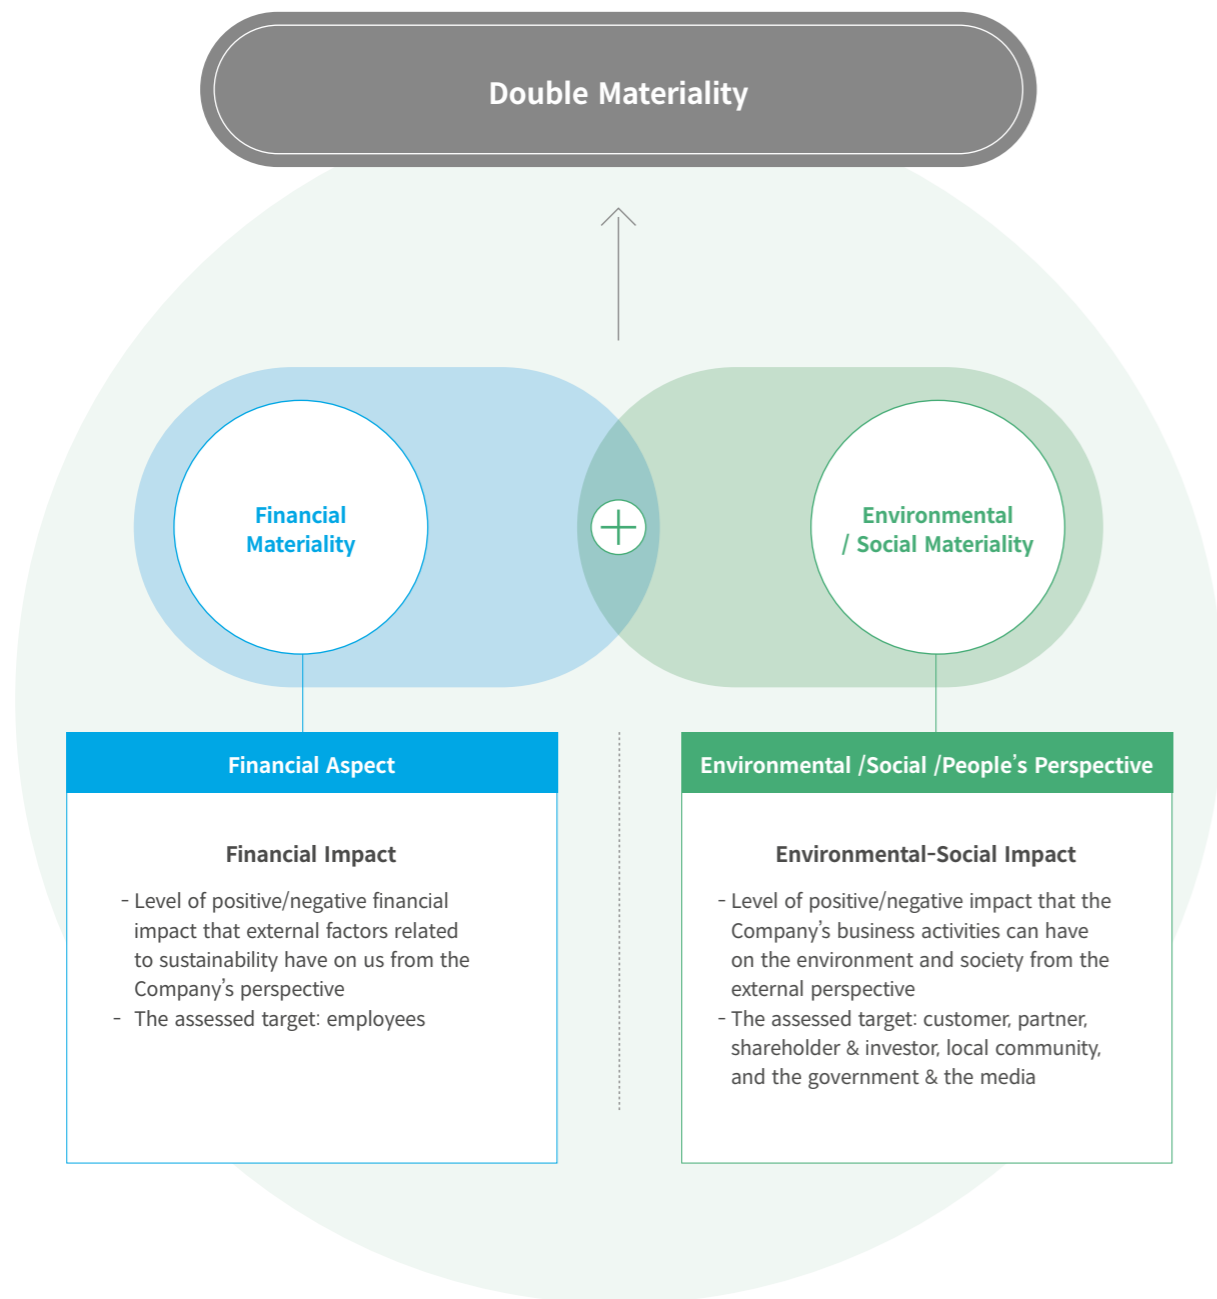 Double Materiality
Financial
Materiality
Environmental
/ Social Materiality
Financial Aspect
Financial Impact
- Level of positive/negative financial
impact that external factors related
to sustainability have on us from the
Company's perspective
- The assessed target: employees
Environmental /Social /People's Perspective
Environmental-Social Impact
- Level of positive/negative impact that the
Company's business activities can have
on the environment and society from the
external perspective
- The assessed target: customer, partner,
shareholder & investor, local community,
and the government & the media